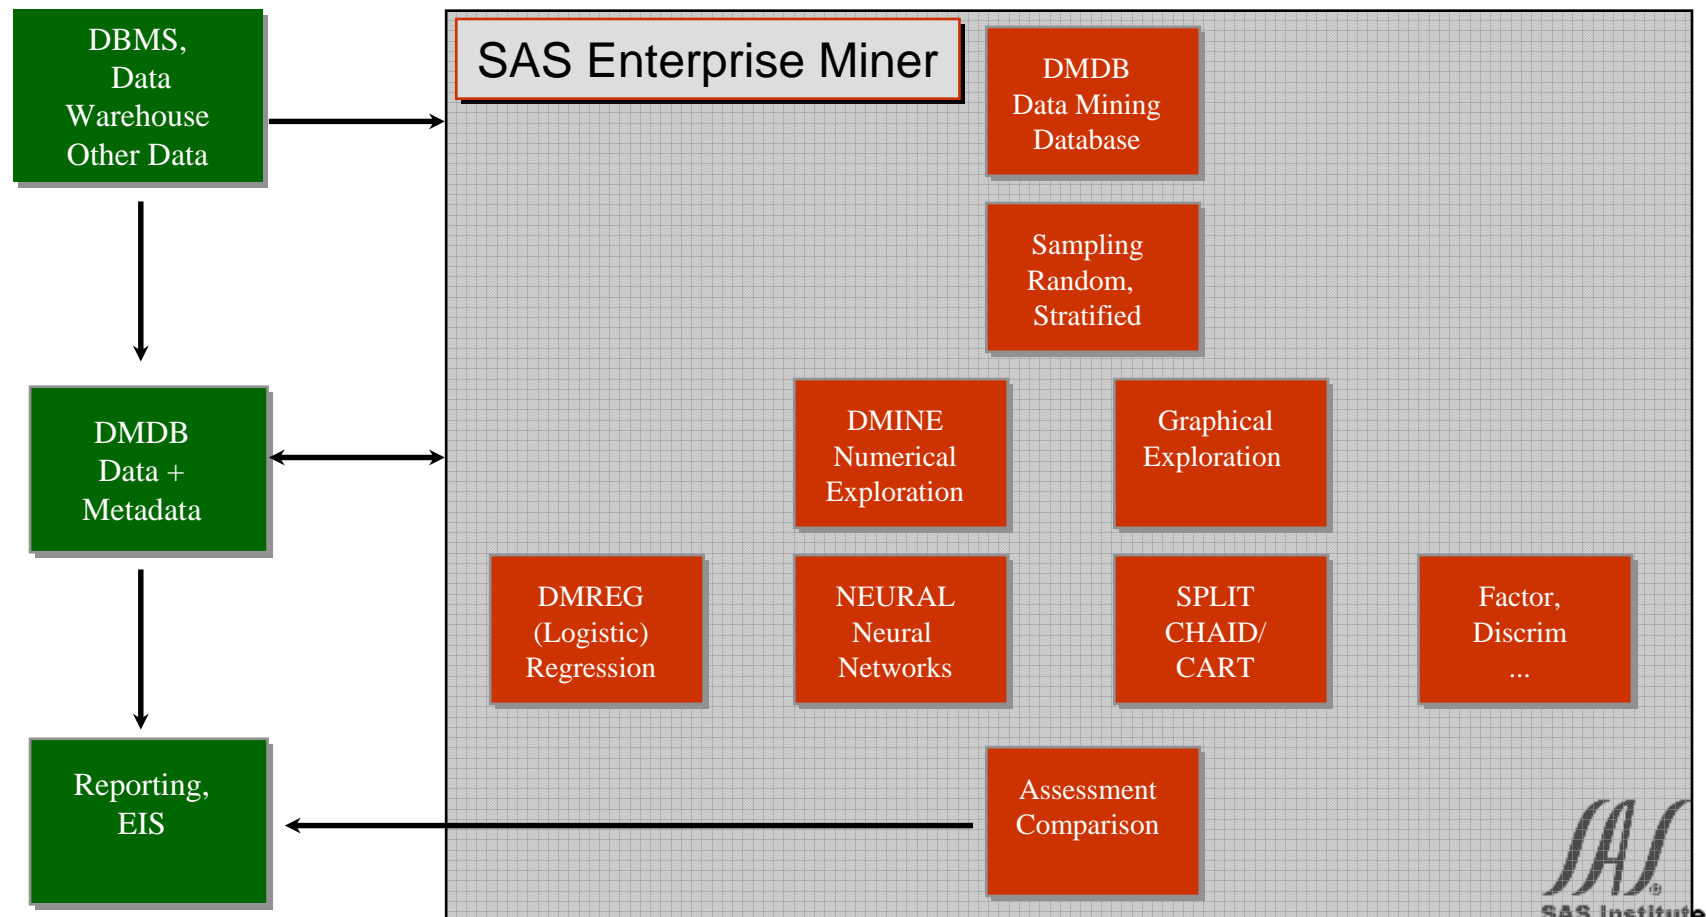 DBMS,
Data
Warehouse
Other Data
SAS Enterprise Miner
DMDB
Data Mining
Database
Sampling
Random,
Stratified
DMDB
Data +
Metadata
DMINE
Numerical
Exploration
Graphical
Exploration
DMREG
(Logistic)
Regression
NEURAL
Neural
Networks
SPLIT
CHAID/
CART
Factor,
Discrim
...
Reporting,
EIS
Assessment
Comparison
SAS®
SAS Institute